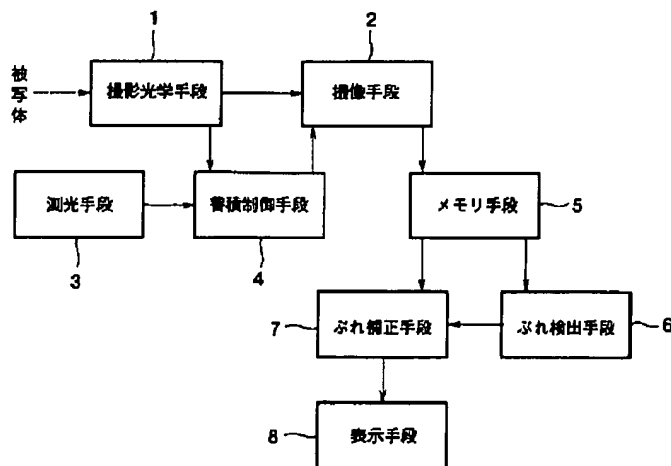 1
2
被写体
撮影光学手段
撮像手段
測光手段
蓄積制御手段
メモリ手段
5
3
4
7
ぶれ補正手段
ぶれ検出手段
6
8
表示手段